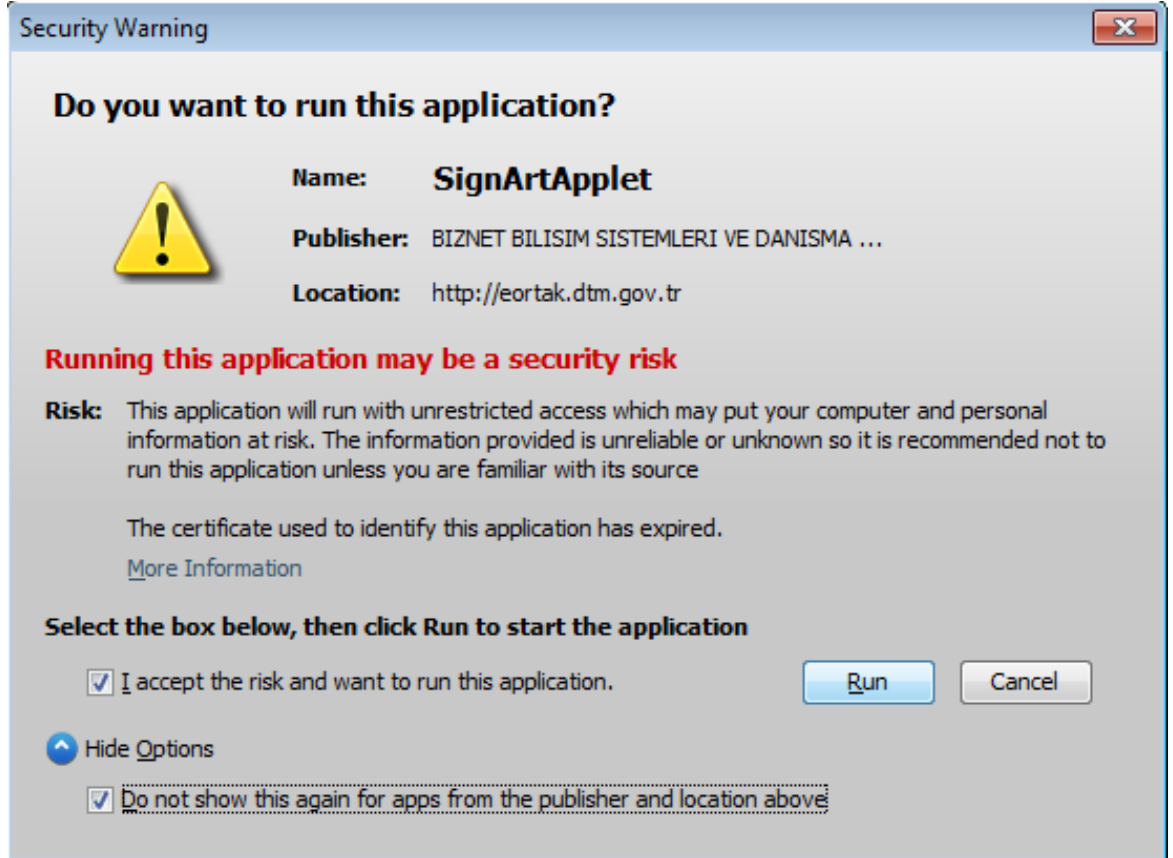 Security Warning
Do you want to run this application?
Name: SignArtApplet
Publisher: BIZNET BILISIM SISTEMLERI VE DANISMA ...
Location: http://eortak.dtm.gov.tr
Running this application may be a security risk
Risk: This application will run with unrestricted access which may put your computer and personal
information at risk. The information provided is unreliable or unknown so it is recommended not to
run this application unless you are familiar with its source
The certificate used to identify this application has expired.
More Information
Select the box below, then click Run to start the application
I accept the risk and want to run this application. Run Cancel
Hide Options
Do not show this again for apps from the publisher and location above